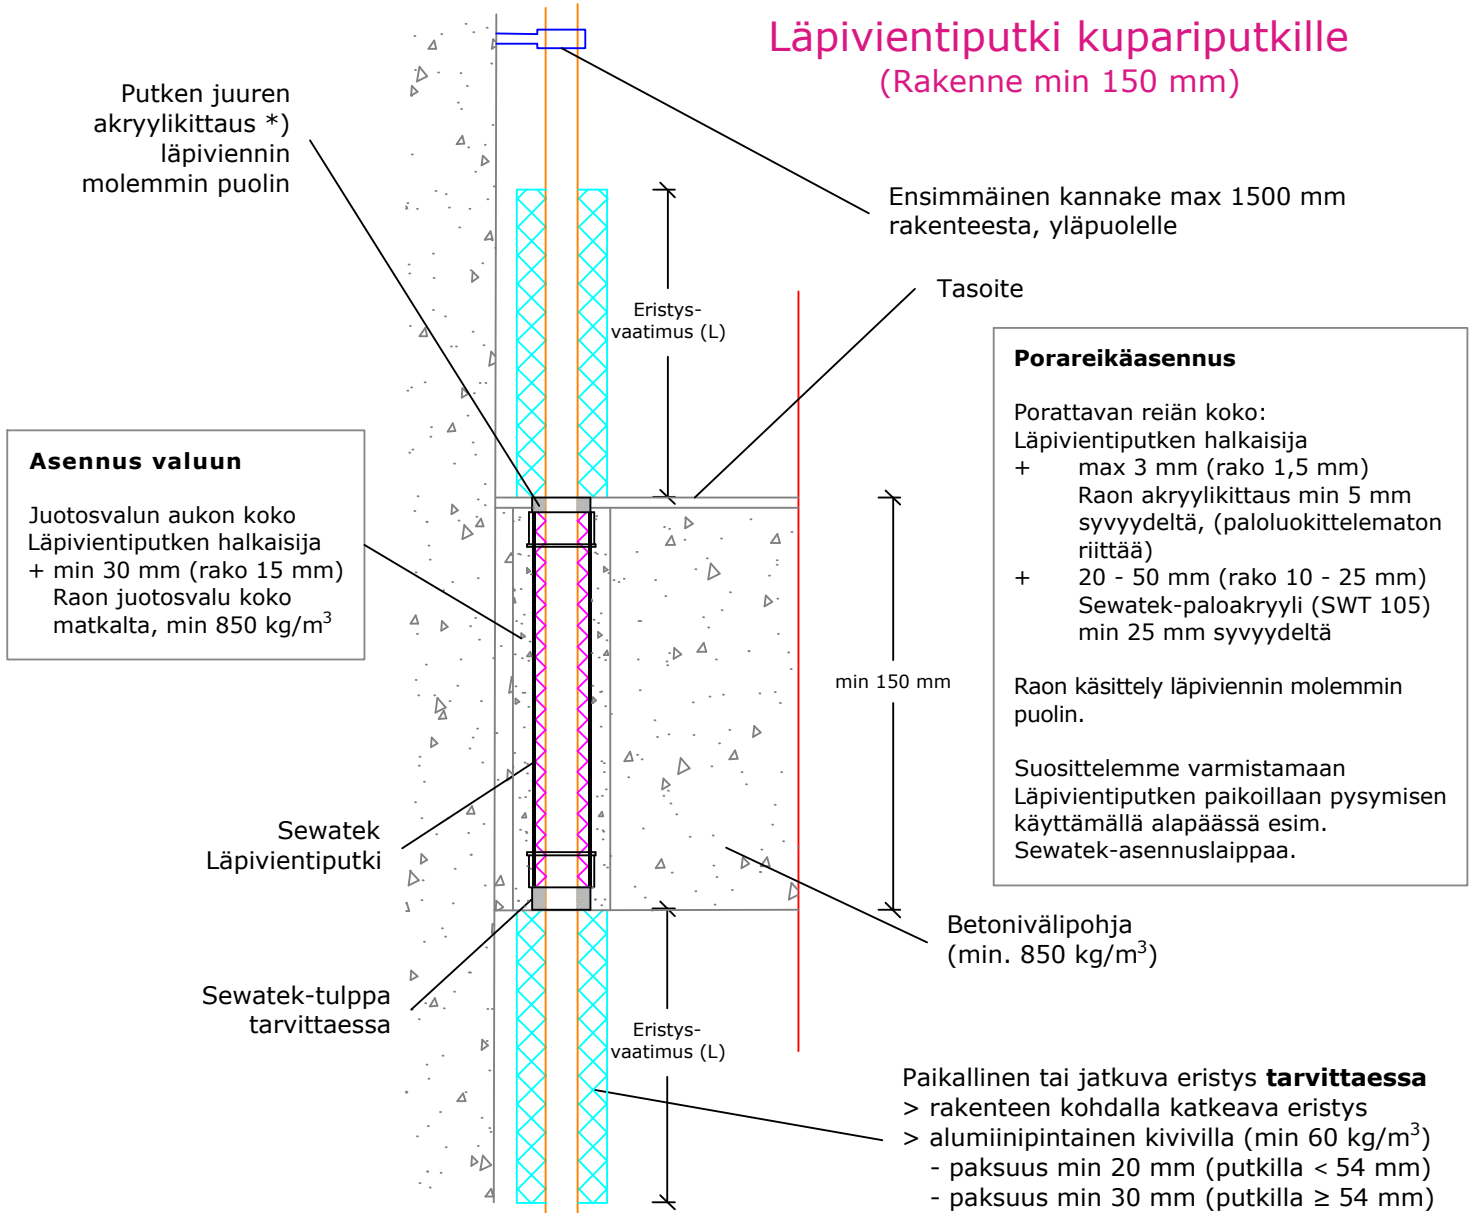 Läpivientiputki kupariputkille
(Rakenne min 150 mm)
Putken juuren
akryylikittaus *)
läpiviennin
molemmin puolin
Ensimmäinen kannake max 1500 mm
rakenteesta, yläpuolelle
Tasoite
Eristys-
vaatimus (L)
Porareikäasennus
Porattavan reiän koko:
Läpivientiputken halkaisija
+ max 3 mm (rako 1,5 mm)
Raon akryylikittaus min 5 mm
syvyydeltä, (paloluokittelematon
riittää)
+ 20 - 50 mm (rako 10 - 25 mm)
Sewatek-paloakryyli (SWT 105)
min 25 mm syvyydeltä
Raon käsittely läpiviennin molemmin
puolin.
Suosittelemme varmistamaan
Läpivientiputken paikoillaan pysymisen
käyttämällä alapäässä esim.
Sewatek-asennuslaippaa.
Asennus valuun
Juotosvalun aukon koko
Läpivientiputken halkaisija
+ min 30 mm (rako 15 mm)
Raon juotosvalu koko
matkalta, min 850 kg/m³
min 150 mm
Sewatek
Läpivientiputki
Betonivälipohja
(min. 850 kg/m³)
Sewatek-tulppa
tarvittaessa
Eristys-
vaatimus (L)
Paikallinen tai jatkuva eristys tarvittaessa
> rakenteen kohdalla katkeava eristys
> alumiinipintainen kivivilla (min 60 kg/m³)
- paksuus min 20 mm (putkilla < 54 mm)
- paksuus min 30 mm (putkilla ≥ 54 mm)